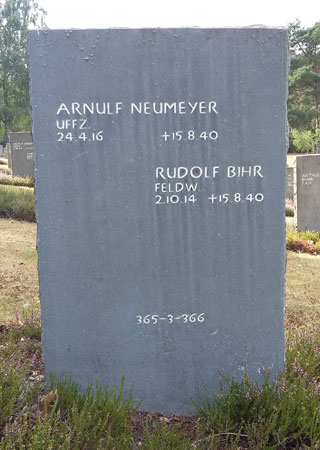 ARNULF NEUMEYER
UFFZ.
24.4.16 +15.8.40
RUDOLF BIHR
FELDW.
2.10.14 +15.8.40
365-3-366